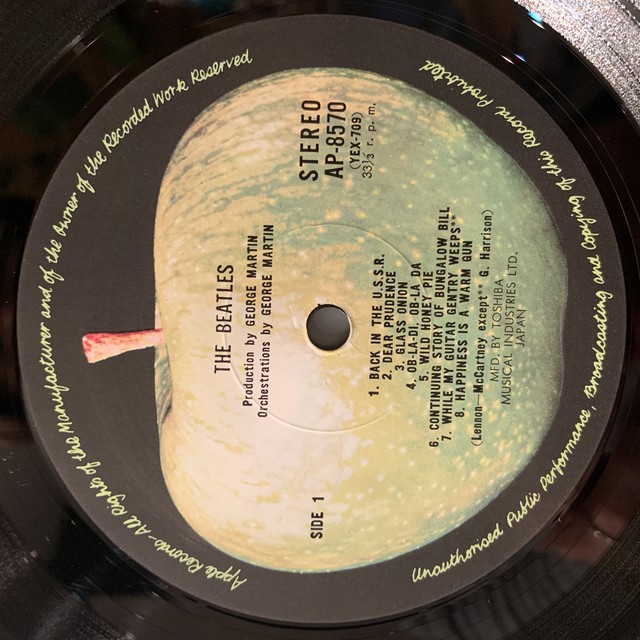 Apple Records-All Rights of the Manufacturer and of the Owner of the Recorded Work Reserved
Unauthorised Public Performance, Broadcasting and Copying of this Record Prohibited
THE BEATLES
Production by GEORGE MARTIN
Orchestrations by GEORGE MARTIN
STEREO
AP-8570
(YEX-709)
33⅓ r. p. m.
SIDE 1
1. BACK IN THE U.S.S.R.
2. DEAR PRUDENCE
3. GLASS ONION
4. OB-LA-DI, OB-LA DA
5. WILD HONEY PIE
6. CONTINUING STORY OF BUNGALOW BILL
7. WHILE MY GUITAR GENTRY WEEPS**
8. HAPPINESS IS A WARM GUN
(Lennon—McCartney except** G. Harrison)
MFD. BY TOSHIBA
MUSICAL INDUSTRIES LTD.
JAPAN